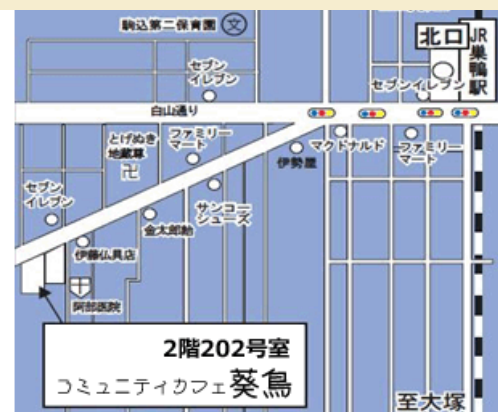 駒込第二保育園
文
北口
JR
巣鴨駅
セブン
イレブン
セブンイレブン
白山通り
とげぬき
地蔵尊
卍
ファミリー
マート
マクドナルド
ファミリー
マート
伊勢屋
セブン
イレブン
サンコー
シューズ
金太郎飴
伊藤仏具店
阿部医院
2階202号室
コミュニティカフェ葵鳥
至大塚